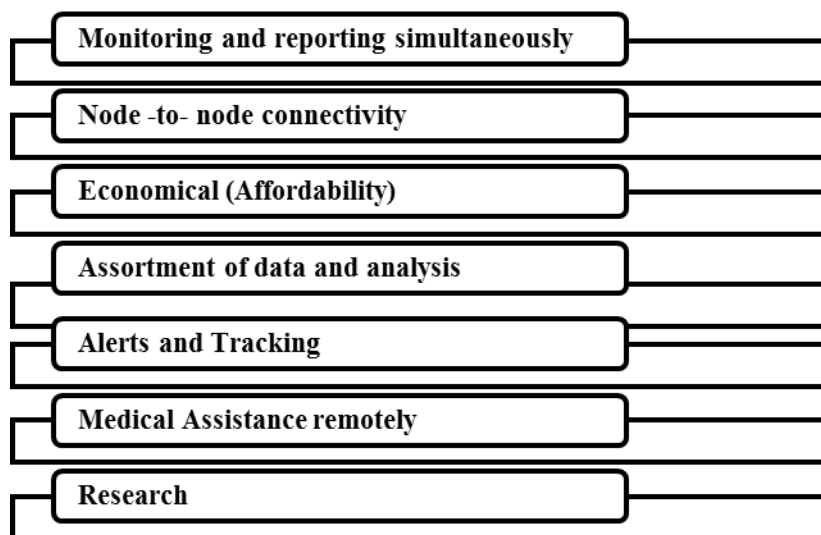 Monitoring and reporting simultaneously
Node -to- node connectivity
Economical (Affordability)
Assortment of data and analysis
Alerts and Tracking
Medical Assistance remotely
Research